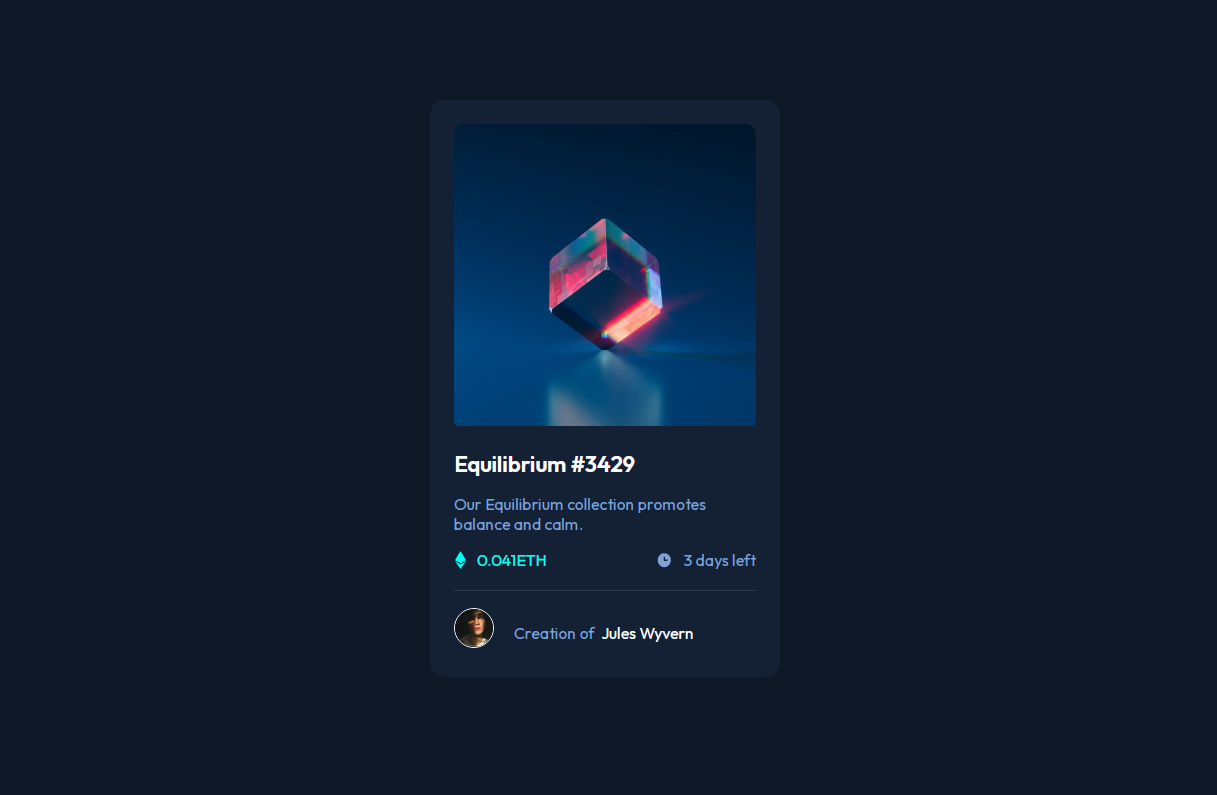 Equilibrium #3429
Our Equilibrium collection promotes
balance and calm.
0.041ETH 3 days left
Creation of Jules Wyvern